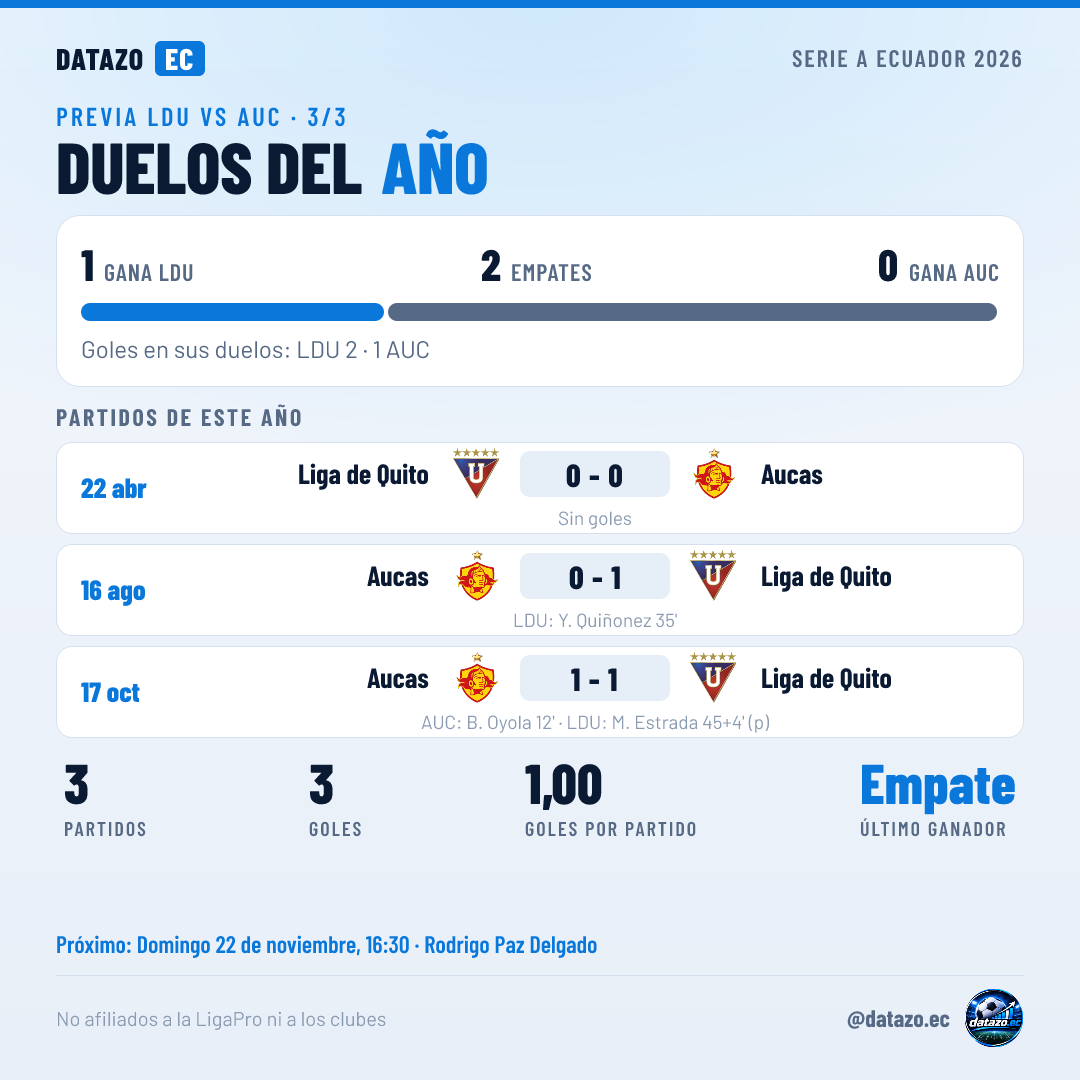 DATAZO EC
SERIE A ECUADOR 2026
PREVIA LDU VS AUC · 3/3
DUELOS DEL AÑO
1 GANA LDU
2 EMPATES
0 GANA AUC
Goles en sus duelos: LDU 2 · 1 AUC
PARTIDOS DE ESTE AÑO
22 abr
Liga de Quito
U
0 - 0
Aucas
Sin goles
16 ago
Aucas
0 - 1
U
Liga de Quito
LDU: Y. Quiñonez 35'
17 oct
Aucas
1 - 1
U
Liga de Quito
AUC: B. Oyola 12' · LDU: M. Estrada 45+4' (p)
3
PARTIDOS
3
GOLES
1,00
GOLES POR PARTIDO
Empate
ÚLTIMO GANADOR
Próximo: Domingo 22 de noviembre, 16:30 · Rodrigo Paz Delgado
No afiliados a la LigaPro ni a los clubes
@datazo.ec
datazo.ec